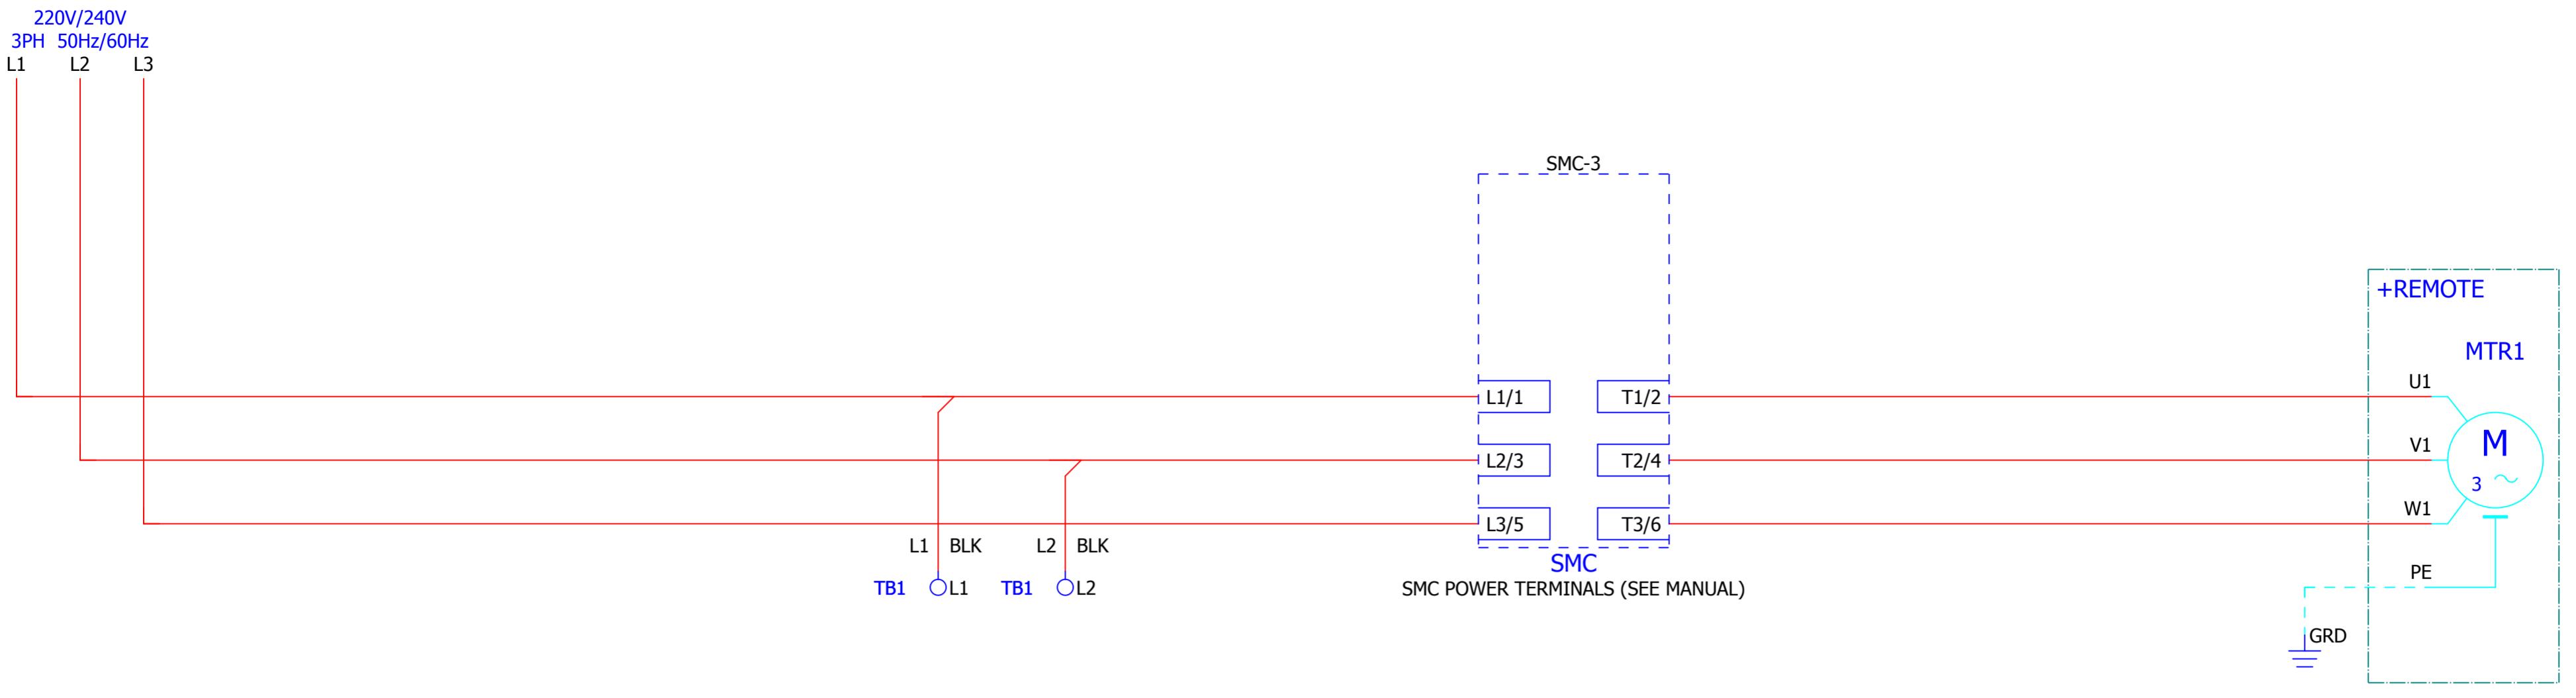 220V/240V
3PH 50Hz/60Hz
L1 L2 L3
SMC-3
+REMOTE
MTR1
U1
L1/1 T1/2
M
V1
L2/3 T2/4
3
W1
L3/5 T3/6
L1 BLK L2 BLK
SMC
PE
TB1 L1 TB1 L2
SMC POWER TERMINALS (SEE MANUAL)
GRD